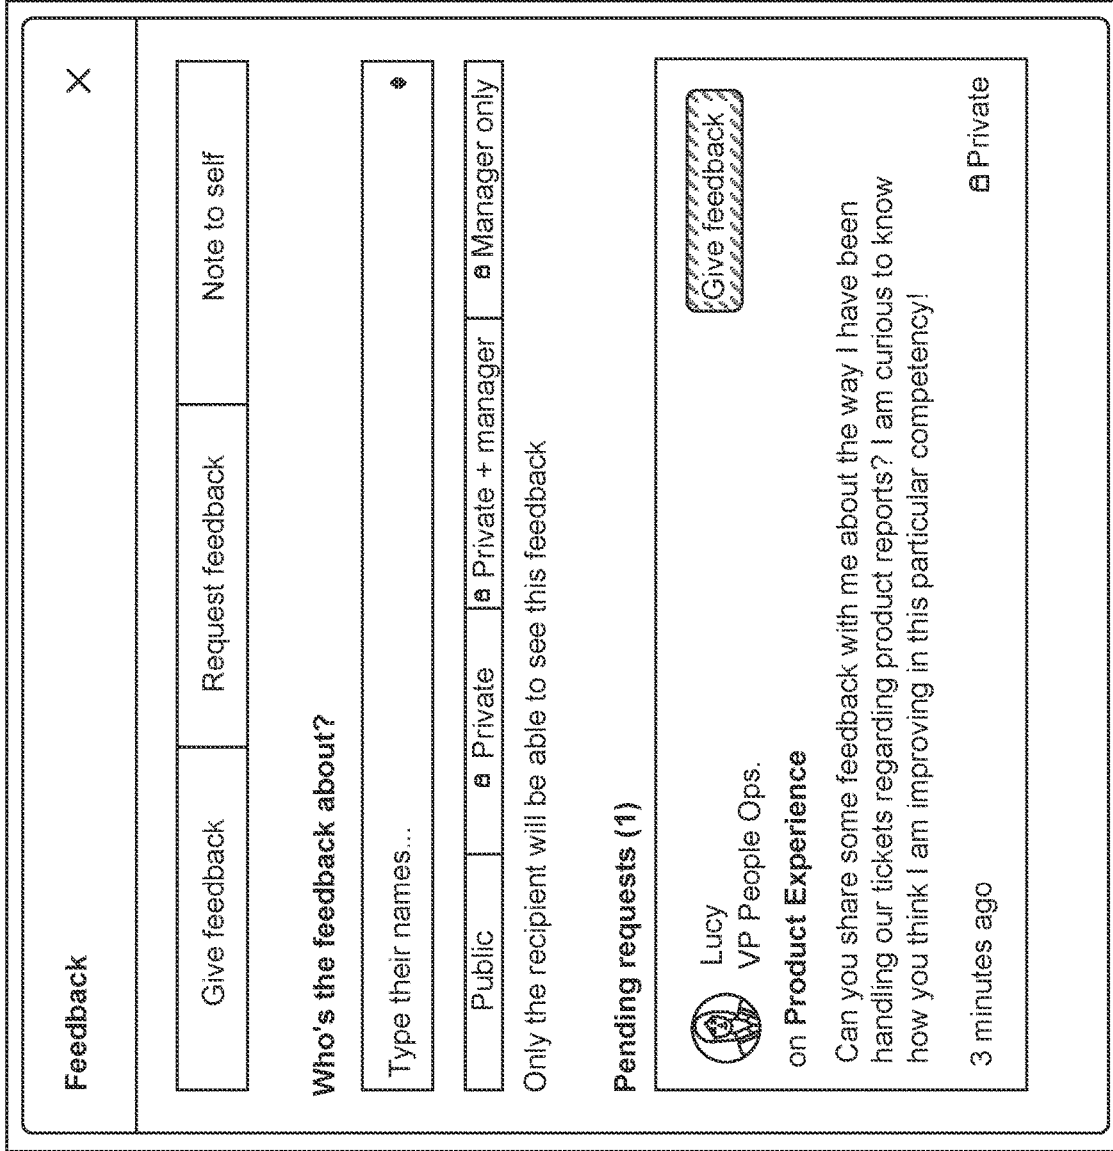 Feedback
Give feedback
Request feedback
Note to self
Who's the feedback about?
Type their names...
Public
Private
Private + manager
Manager only
Only the recipient will be able to see this feedback
Pending requests (1)
Lucy
VP People Ops.
Give feedback
on Product Experience
Can you share some feedback with me about the way I have been
handling our tickets regarding product reports? I am curious to know
how you think I am improving in this particular competency!
3 minutes ago
Private